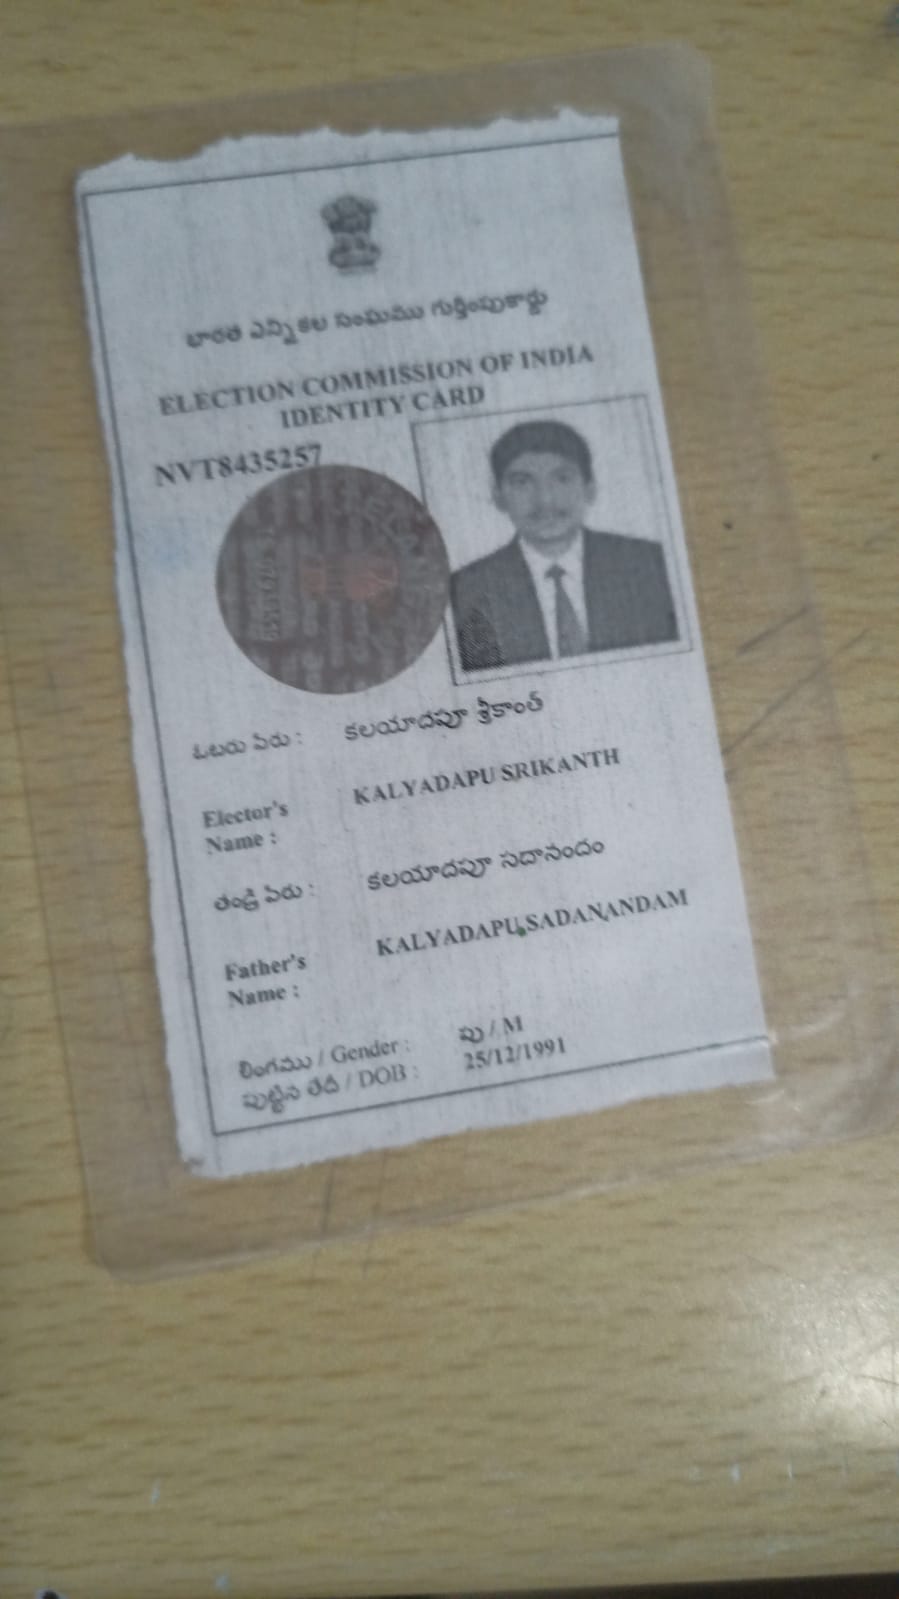 భారత ఎన్నికల సంఘము గుర్తింపుకార్డు
ELECTION COMMISSION OF INDIA
IDENTITY CARD
NVT8435257
ఓటరు పేరు : కలయాదపూ శ్రీకాంత్
Elector's Name : KALYADAPU SRIKANTH
తండ్రి పేరు : కలయాదపూ సదానందం
Father's Name : KALYADAPU SADANANDAM
లింగము / Gender : పు / M
పుట్టిన తేదీ / DOB : 25/12/1991